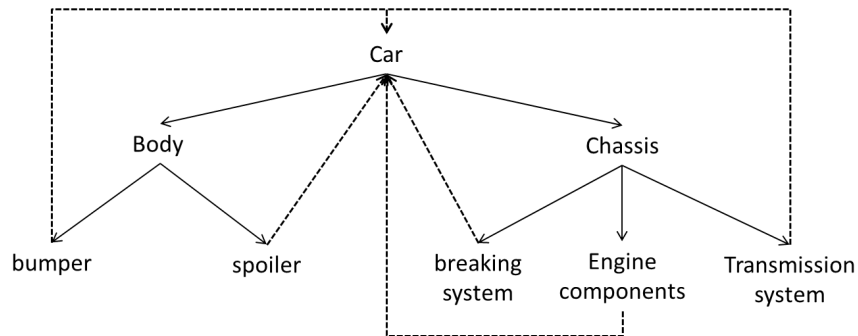 Car
Body
Chassis
bumper
spoiler
breaking
system
Engine
components
Transmission
system